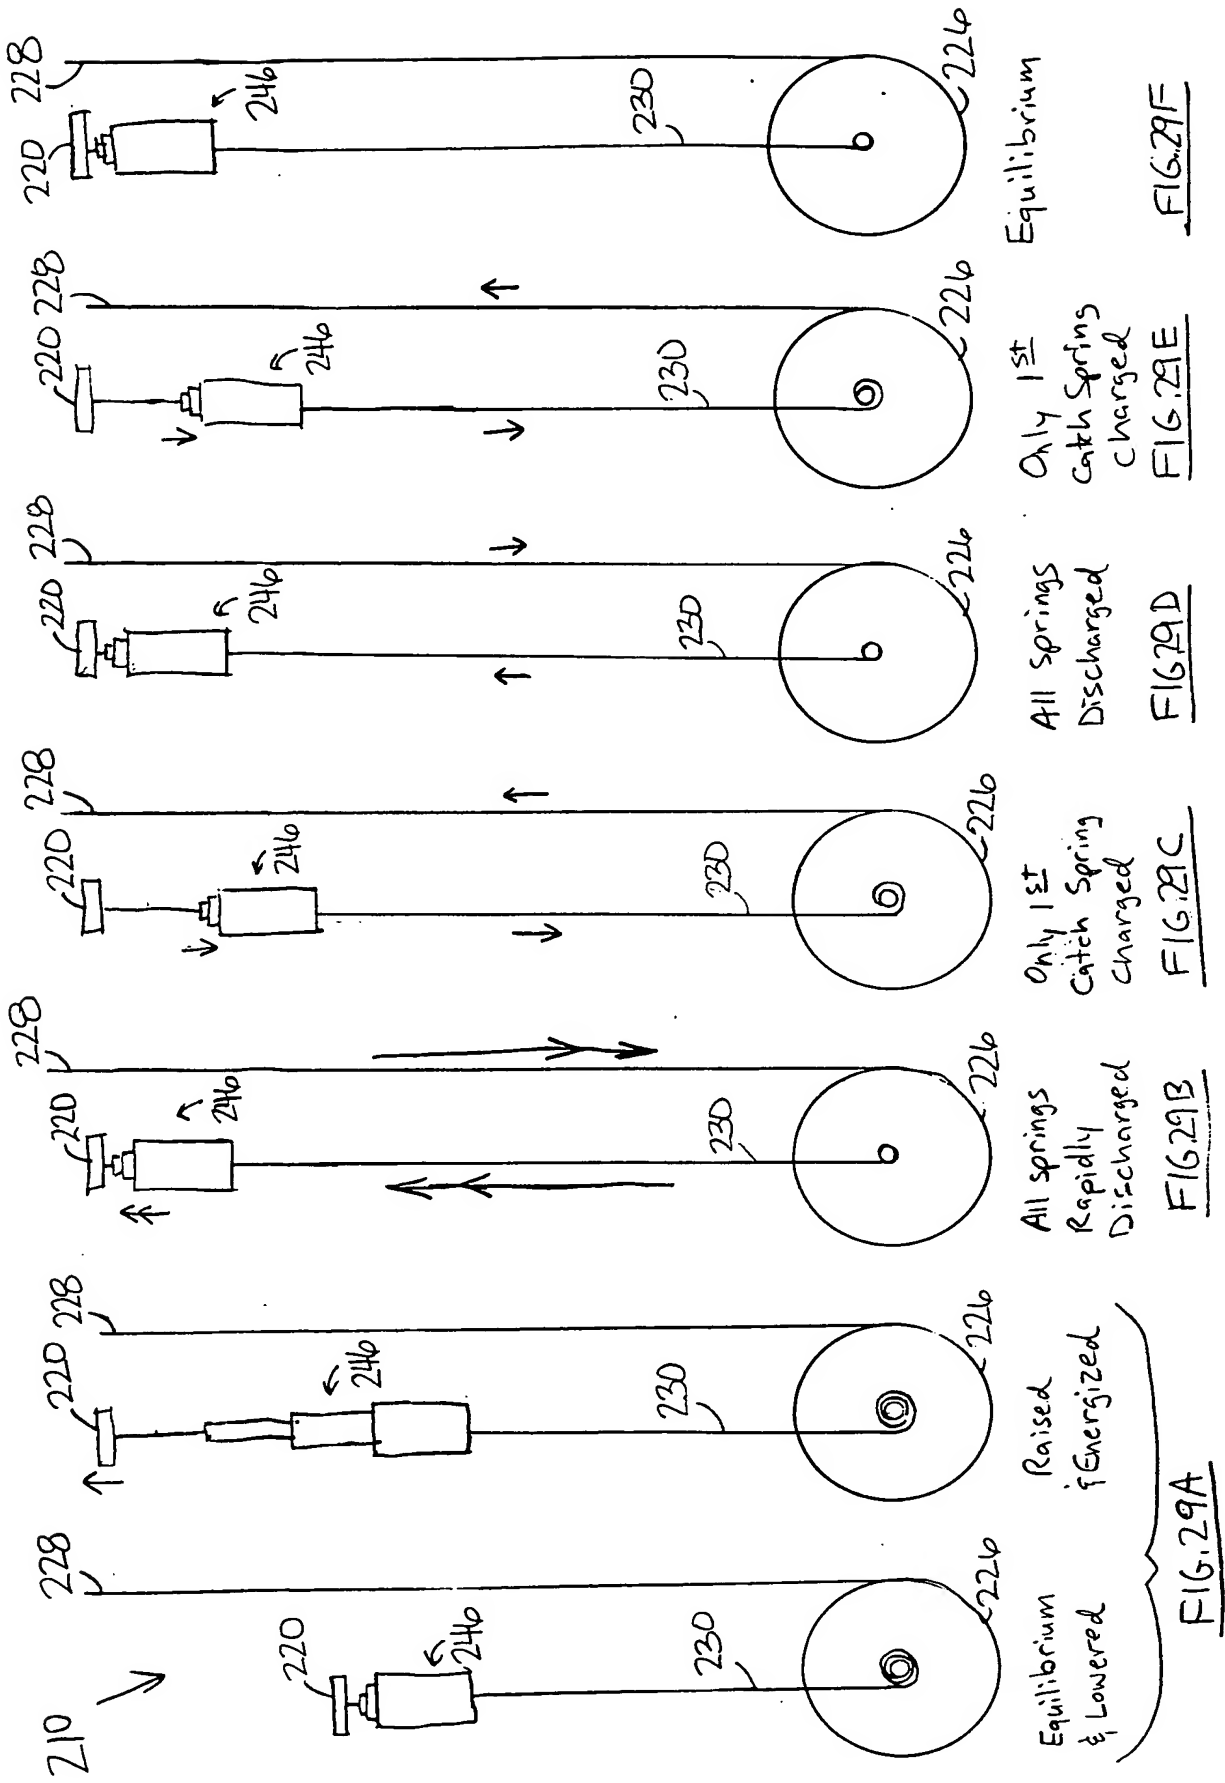 210
228
220
246
230
226
Equilibrium
& Lowered
228
220
246
230
226
Raised
& Energized
FIG.29A
228
220
246
230
226
All springs
Rapidly
Discharged
FIG.29B
228
220
246
230
226
Only 1st
Catch Spring
Charged
FIG.29C
228
220
246
230
226
All Springs
Discharged
FIG.29D
228
220
246
230
226
Only 1st
Catch Spring
Charged
FIG.29E
228
220
246
230
226
Equilibrium
FIG.29F